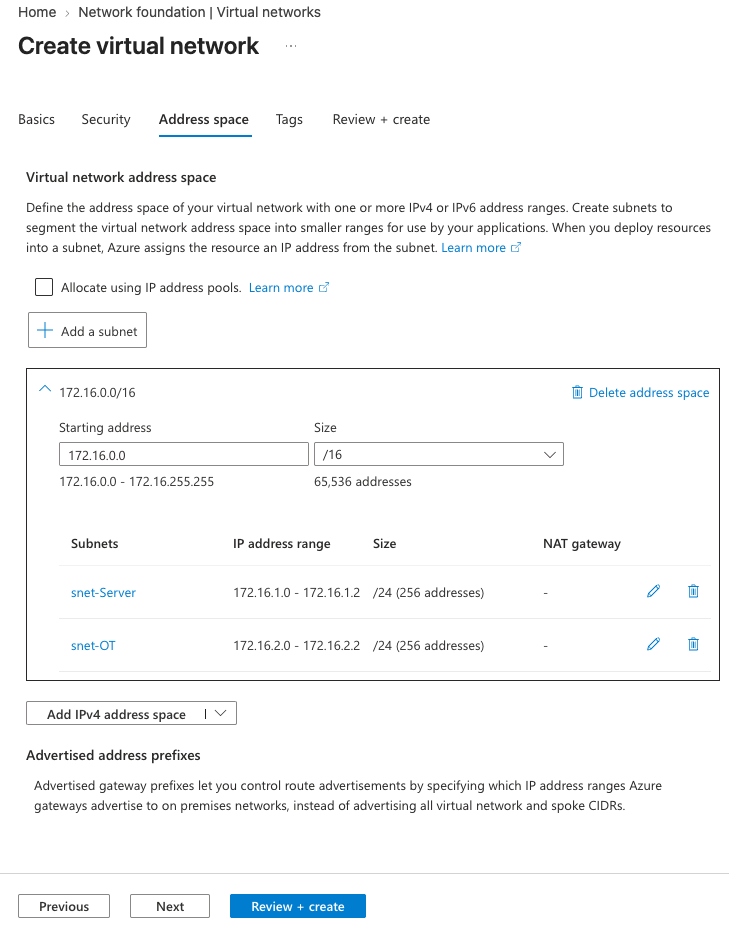 Home > Network foundation | Virtual networks
Create virtual network ...
Basics Security Address space Tags Review + create
Virtual network address space
Define the address space of your virtual network with one or more IPv4 or IPv6 address ranges. Create subnets to
segment the virtual network address space into smaller ranges for use by your applications. When you deploy resources
into a subnet, Azure assigns the resource an IP address from the subnet. Learn more
Allocate using IP address pools. Learn more
Add a subnet
172.16.0.0/16 Delete address space
Starting address Size
172.16.0.0 /16
172.16.0.0 - 172.16.255.255 65,536 addresses
Subnets IP address range Size NAT gateway
snet-Server 172.16.1.0 - 172.16.1.2 /24 (256 addresses) -
snet-OT 172.16.2.0 - 172.16.2.2 /24 (256 addresses) -
Add IPv4 address space |
Advertised address prefixes
Advertised gateway prefixes let you control route advertisements by specifying which IP address ranges Azure
gateways advertise to on premises networks, instead of advertising all virtual network and spoke CIDRs.
Previous Next Review + create